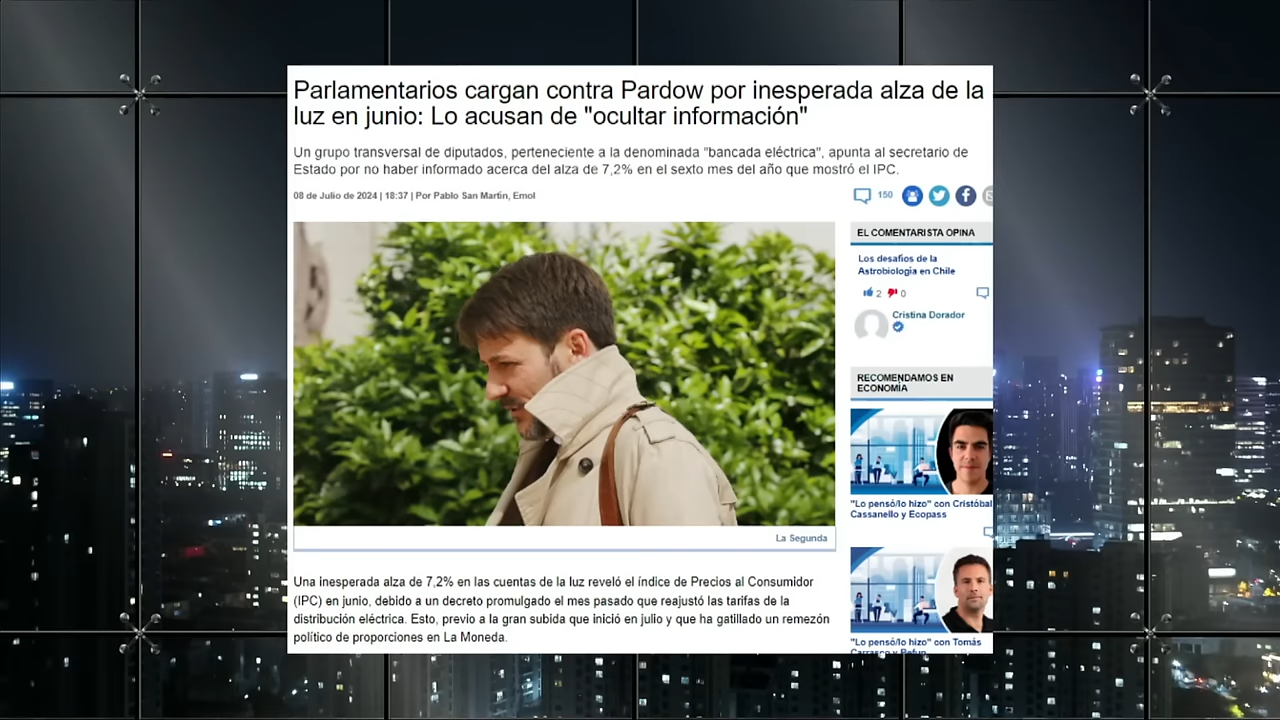 Parlamentarios cargan contra Pardow por inesperada alza de la
luz en junio: Lo acusan de "ocultar información"
Un grupo transversal de diputados, perteneciente a la denominada "bancada eléctrica", apunta al secretario de
Estado por no haber informado acerca del alza de 7,2% en el sexto mes del año que mostró el IPC.
08 de Julio de 2024 | 18:37 | Por Pablo San Martín, Emol
150
EL COMENTARISTA OPINA
Los desafíos de la
Astrobiología en Chile
2 0
Cristina Dorador
RECOMENDAMOS EN
ECONOMÍA
"Lo pensó/lo hizo" con Cristóbal
Cassanello y Ecopass
La Segunda
"Lo pensó/lo hizo" con Tomás
Carrasco y Befun
Una inesperada alza de 7,2% en las cuentas de la luz reveló el índice de Precios al Consumidor
(IPC) en junio, debido a un decreto promulgado el mes pasado que reajustó las tarifas de la
distribución eléctrica. Esto, previo a la gran subida que inició en julio y que ha gatillado un remezón
político de proporciones en La Moneda.